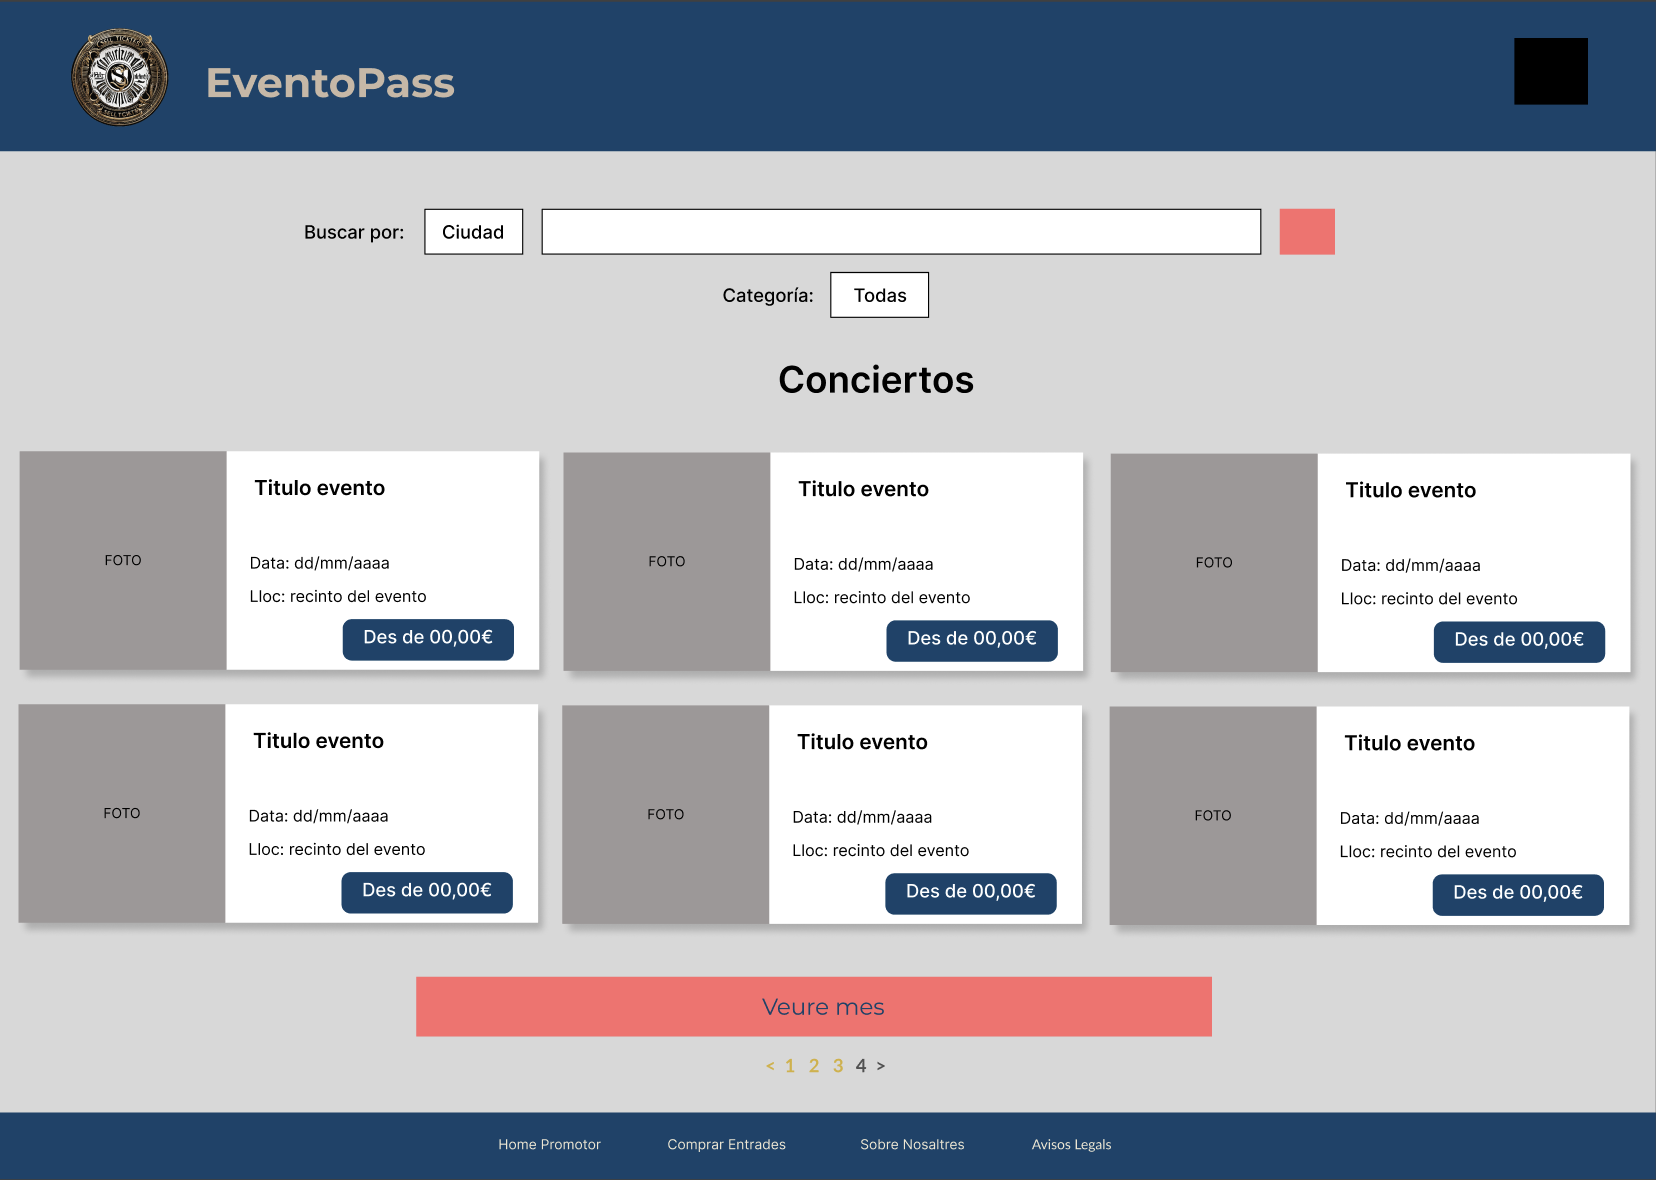 EventoPass
Buscar por: Ciudad
Categoría: Todas
Conciertos
FOTO
Titulo evento
Data: dd/mm/aaaa
Lloc: recinto del evento
Des de 00,00€
FOTO
Titulo evento
Data: dd/mm/aaaa
Lloc: recinto del evento
Des de 00,00€
FOTO
Titulo evento
Data: dd/mm/aaaa
Lloc: recinto del evento
Des de 00,00€
FOTO
Titulo evento
Data: dd/mm/aaaa
Lloc: recinto del evento
Des de 00,00€
FOTO
Titulo evento
Data: dd/mm/aaaa
Lloc: recinto del evento
Des de 00,00€
FOTO
Titulo evento
Data: dd/mm/aaaa
Lloc: recinto del evento
Des de 00,00€
Veure mes
< 1 2 3 4 >
Home Promotor Comprar Entrades Sobre Nosaltres Avisos Legals